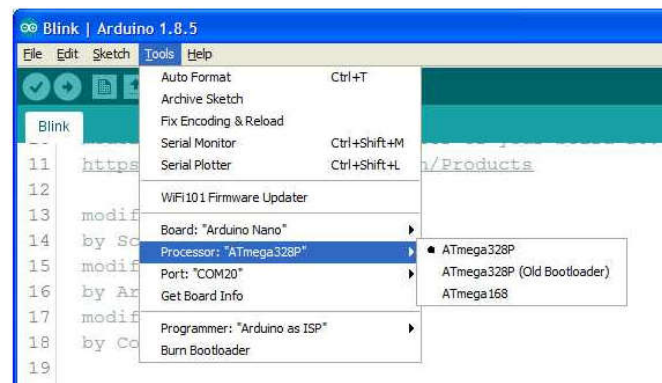 Blink | Arduino 1.8.5
File Edit Sketch Tools Help
Blink
Auto Format Ctrl+T
Archive Sketch
Fix Encoding & Reload
Serial Monitor Ctrl+Shift+M
Serial Plotter Ctrl+Shift+L
WiFi101 Firmware Updater
Board: "Arduino Nano"
Processor: "ATmega328P"
Port: "COM20"
Get Board Info
Programmer: "Arduino as ISP"
Burn Bootloader
ATmega328P
ATmega328P (Old Bootloader)
ATmega168
11 https n/Products
12
13 modif
14 by Sc
15 modif
16 by Ar
17 modif
18 by Co
19